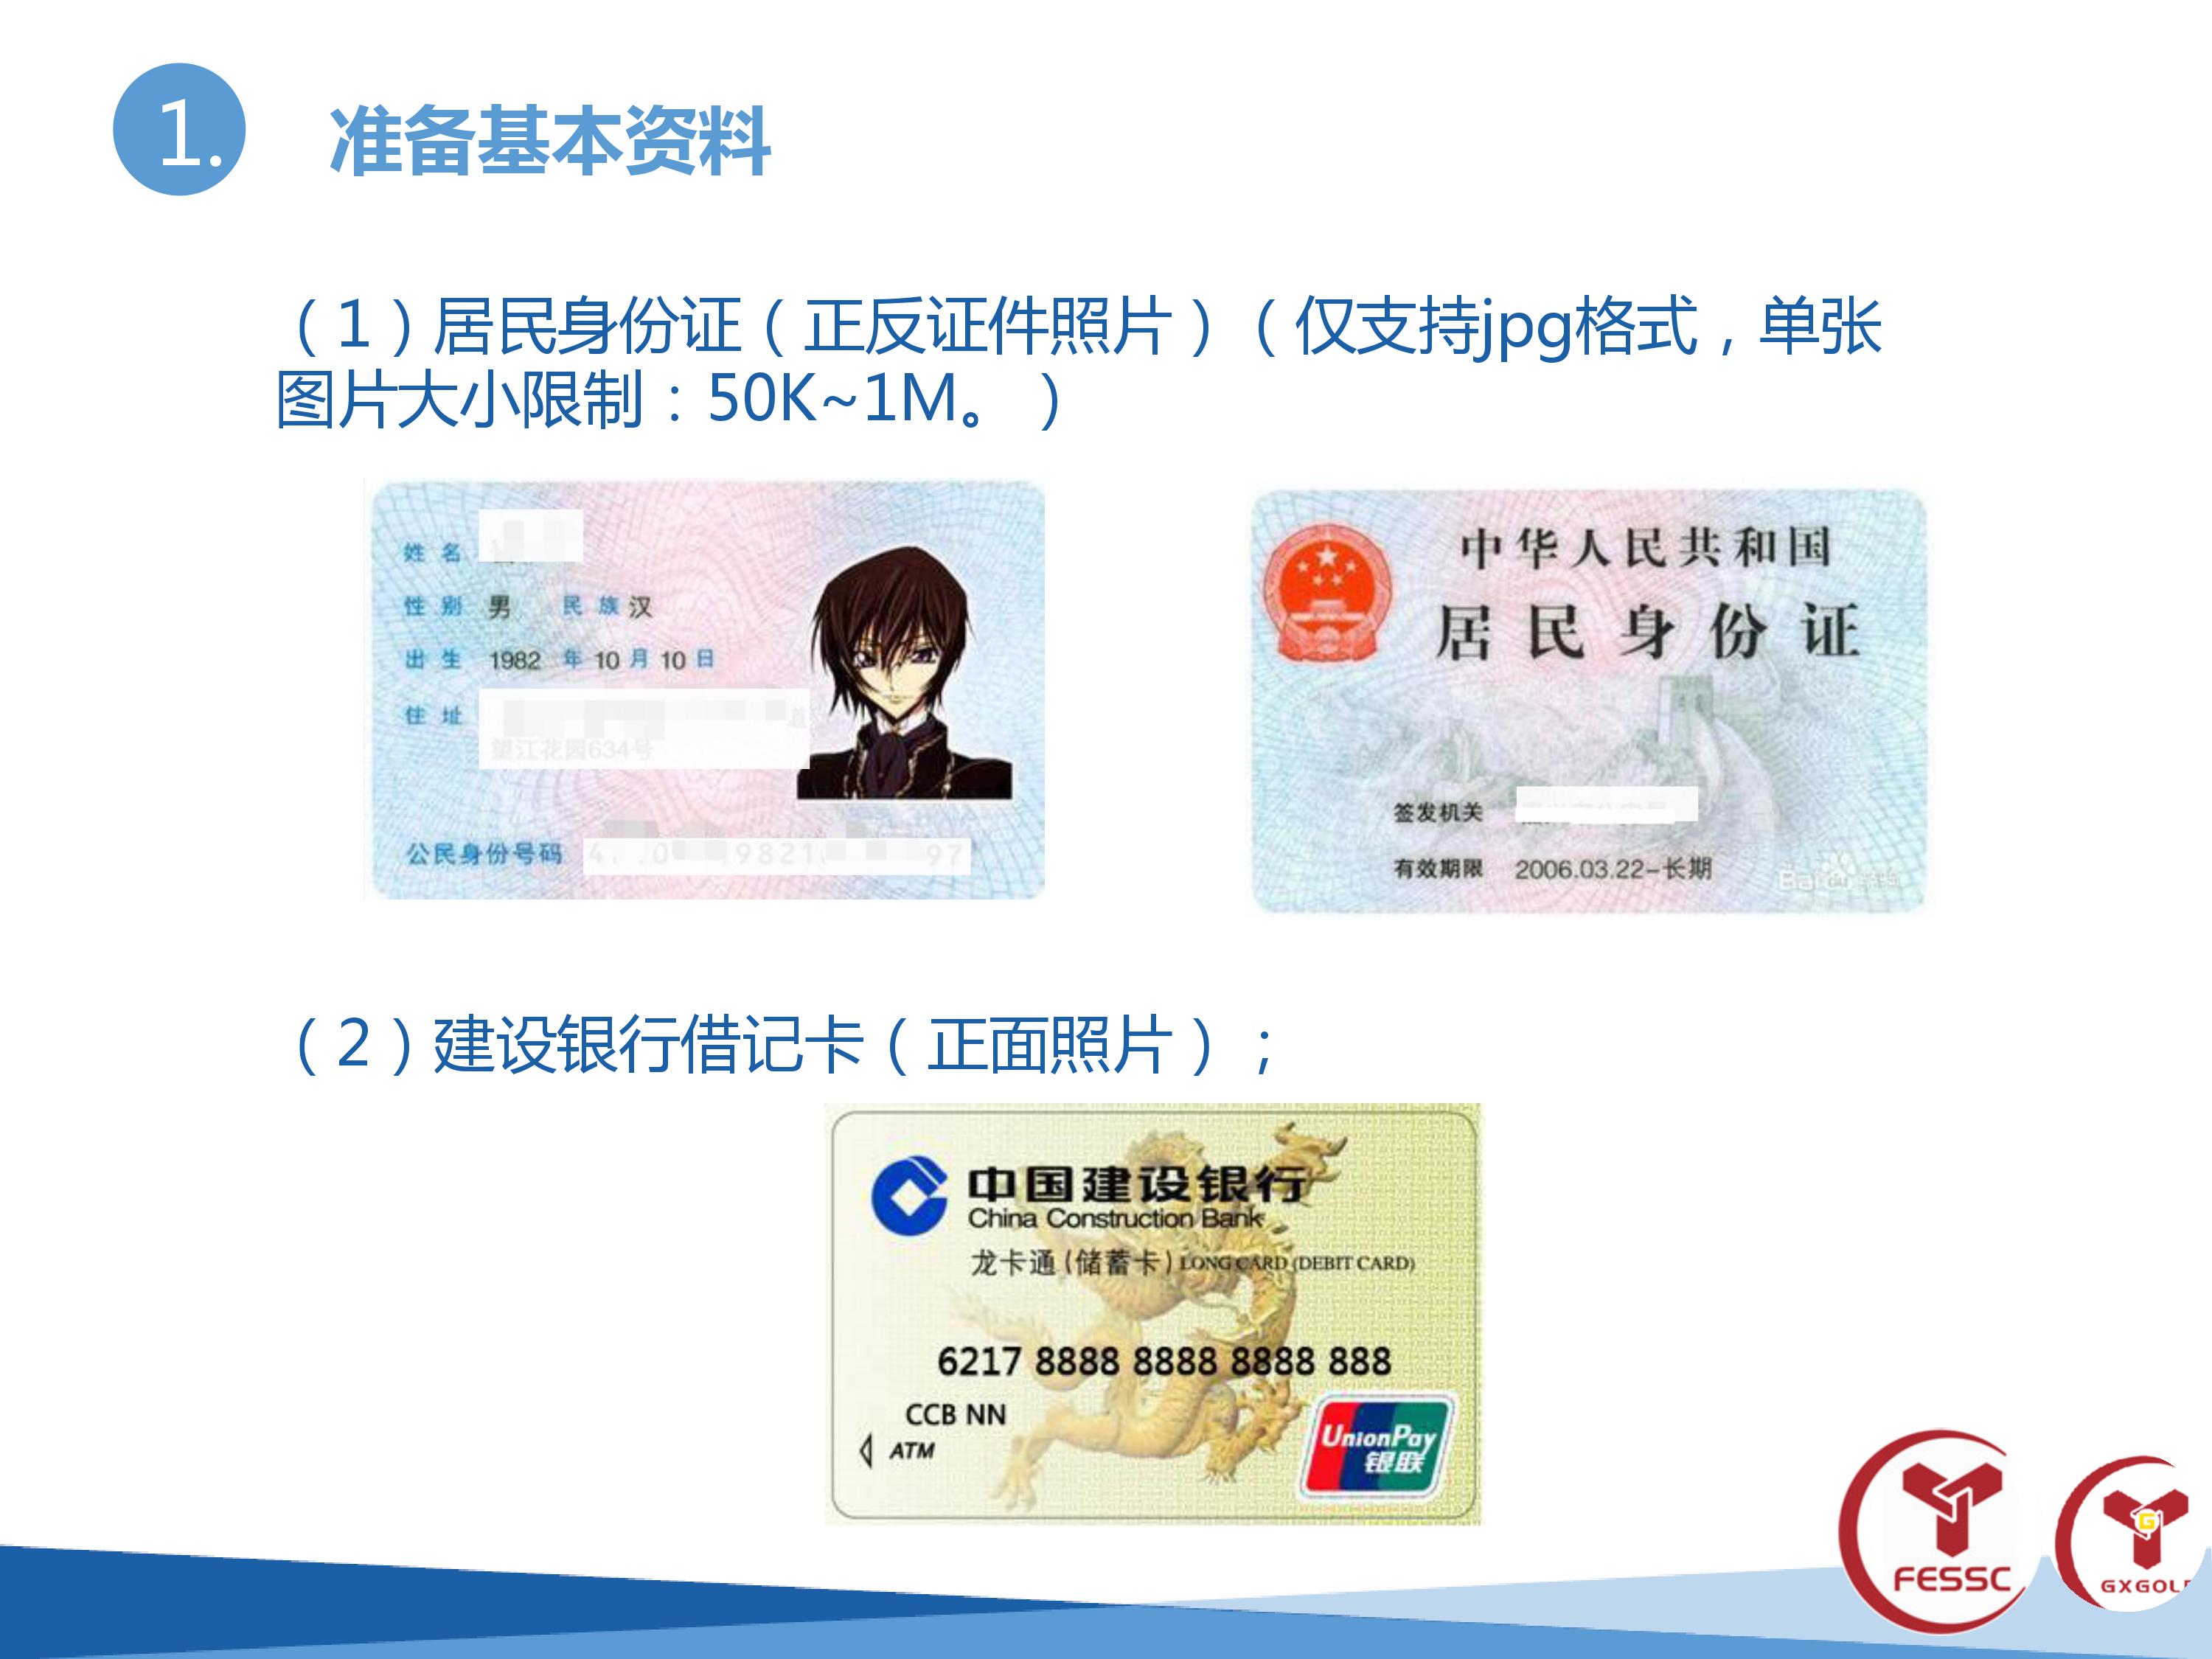 1.
准备基本资料
（1）居民身份证（正反证件照片）（仅支持jpg格式，单张
图片大小限制：50K~1M。）
姓名
性别 男 民族 汉
出生 1982 年 10 月 10 日
住址
望江花园634号
公民身份号码
中华人民共和国
居民身份证
签发机关
有效期限 2006.03.22-长期
（2）建设银行借记卡（正面照片）；
中国建设银行
China Construction Bank
龙卡通(储蓄卡)LONG CARD (DEBIT CARD)
6217 8888 8888 8888 888
CCB NN
ATM
UnionPay
银联
FESSC